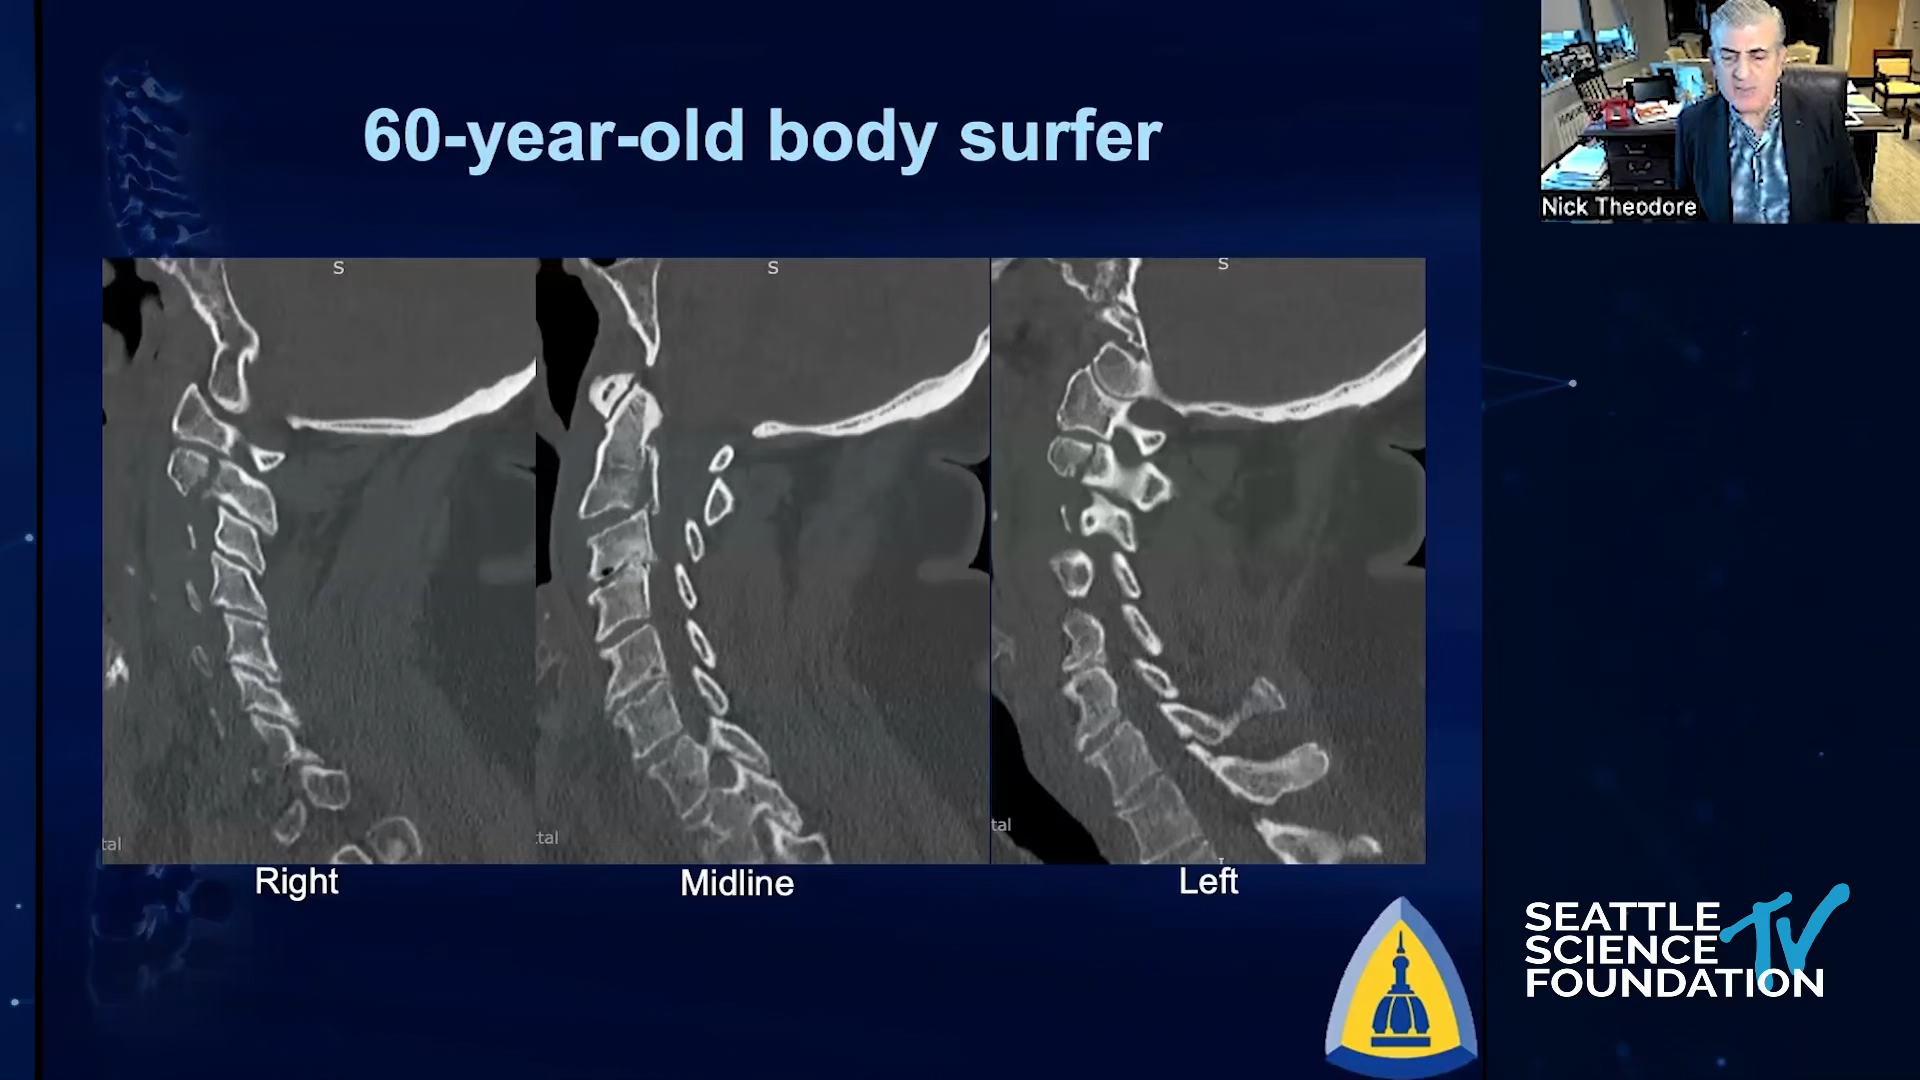 60-year-old body surfer
Nick Theodore
S
S
S
tal
tal
tal
I
Right
Midline
Left
SEATTLE
SCIENCE
FOUNDATION
TV